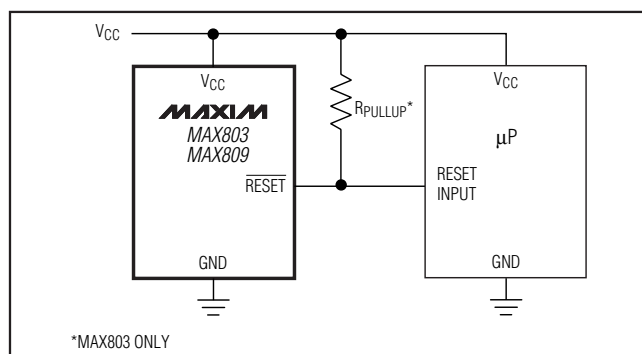 VCC
VCC
MAXIM
MAX803
MAX809
RESET
GND
RPULLUP*
VCC
µP
RESET
INPUT
GND
*MAX803 ONLY